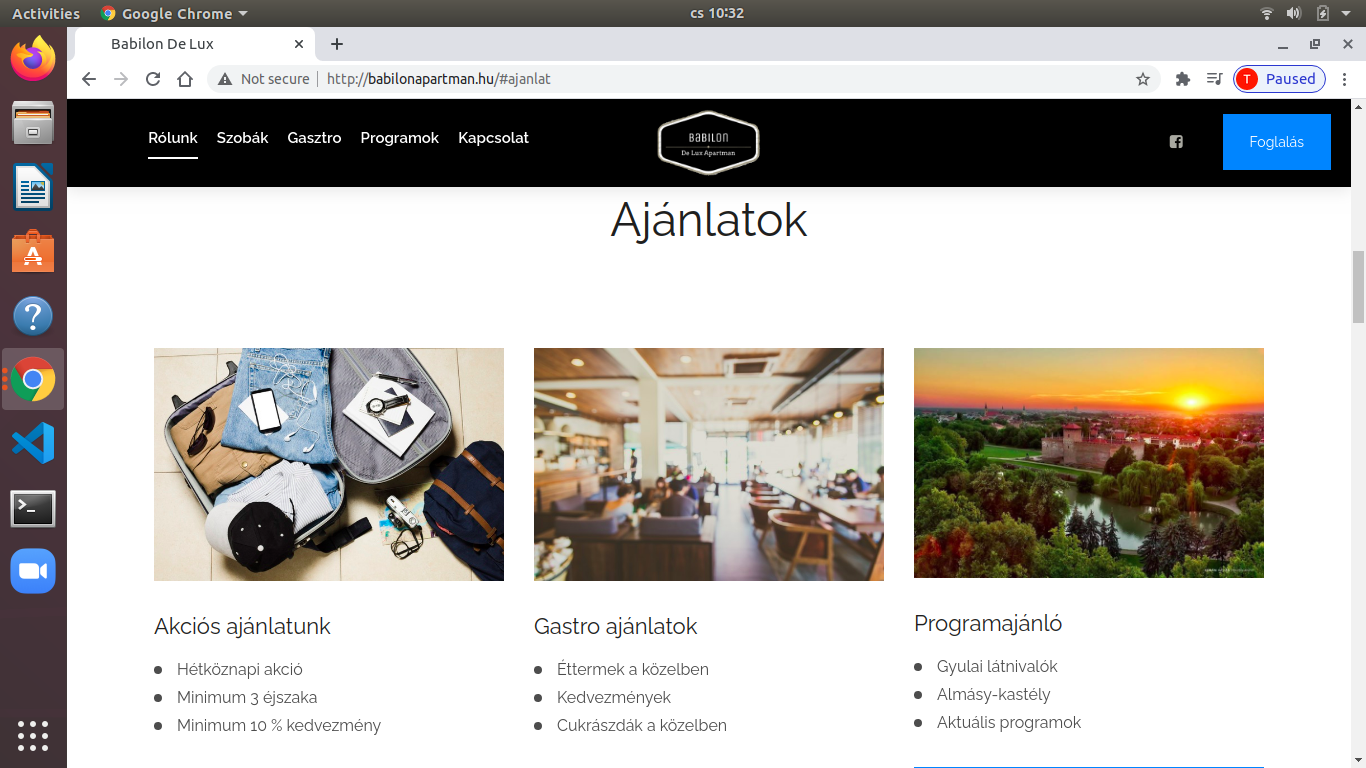 Activities
Google Chrome
cs 10:32
Babilon De Lux
Not secure
http://babilonapartman.hu/#ajanlat
T
Paused
Rólunk
Szobák
Gasztro
Programok
Kapcsolat
BABILON
De Lux Apartman
Foglalás
Ajánlatok
Akciós ajánlatunk
Hétköznapi akció
Minimum 3 éjszaka
Minimum 10 % kedvezmény
Gastro ajánlatok
Éttermek a közelben
Kedvezmények
Cukrászdák a közelben
Programajánló
Gyulai látnivalók
Almásy-kastély
Aktuális programok